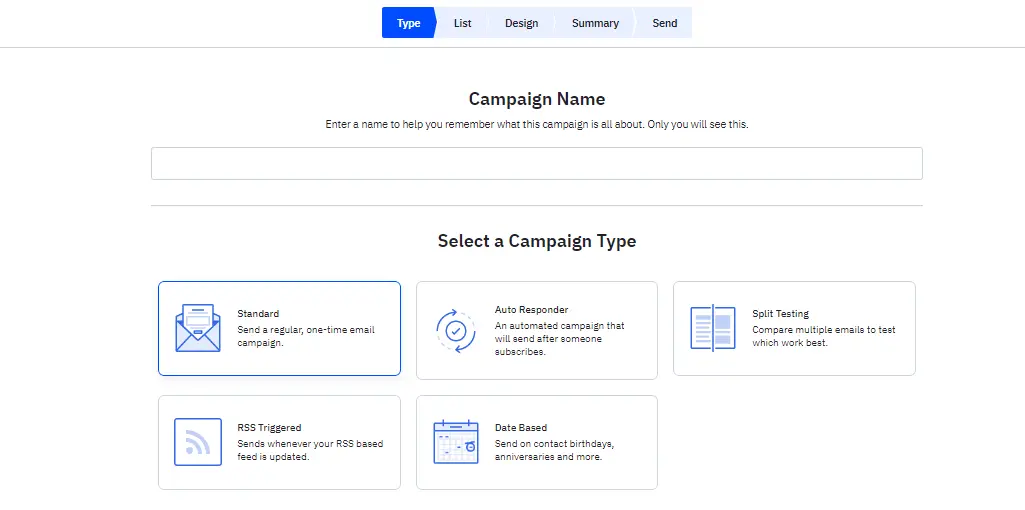 Type List Design Summary Send
Campaign Name
Enter a name to help you remember what this campaign is all about. Only you will see this.
Select a Campaign Type
Standard
Send a regular, one-time email
campaign.
Auto Responder
An automated campaign that
will send after someone
subscribes.
Split Testing
Compare multiple emails to test
which work best.
RSS Triggered
Sends whenever your RSS based
feed is updated.
Date Based
Send on contact birthdays,
anniversaries and more.